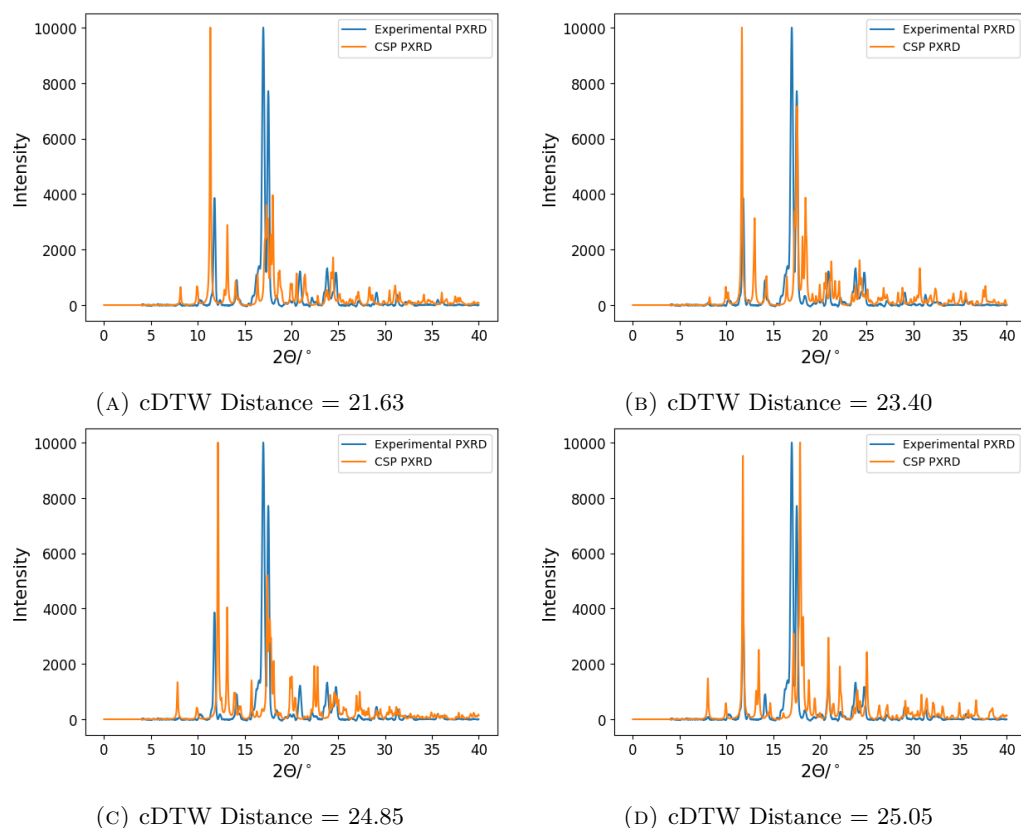 Experimental PXRD
CSP PXRD
10000
8000
6000
4000
2000
0
Intensity
0 5 10 15 20 25 30 35 40
2Θ/°
(A) cDTW Distance = 21.63
Experimental PXRD
CSP PXRD
10000
8000
6000
4000
2000
0
Intensity
0 5 10 15 20 25 30 35 40
2Θ/°
(B) cDTW Distance = 23.40
Experimental PXRD
CSP PXRD
10000
8000
6000
4000
2000
0
Intensity
0 5 10 15 20 25 30 35 40
2Θ/°
(C) cDTW Distance = 24.85
Experimental PXRD
CSP PXRD
10000
8000
6000
4000
2000
0
Intensity
0 5 10 15 20 25 30 35 40
2Θ/°
(D) cDTW Distance = 25.05